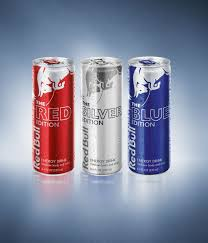 THE
RED
EDITION
Red Bull
ENERGY DRINK
THE
SILVER
EDITION
Red Bull
ENERGY DRINK
THE
BLUE
EDITION
Red Bull
ENERGY DRINK